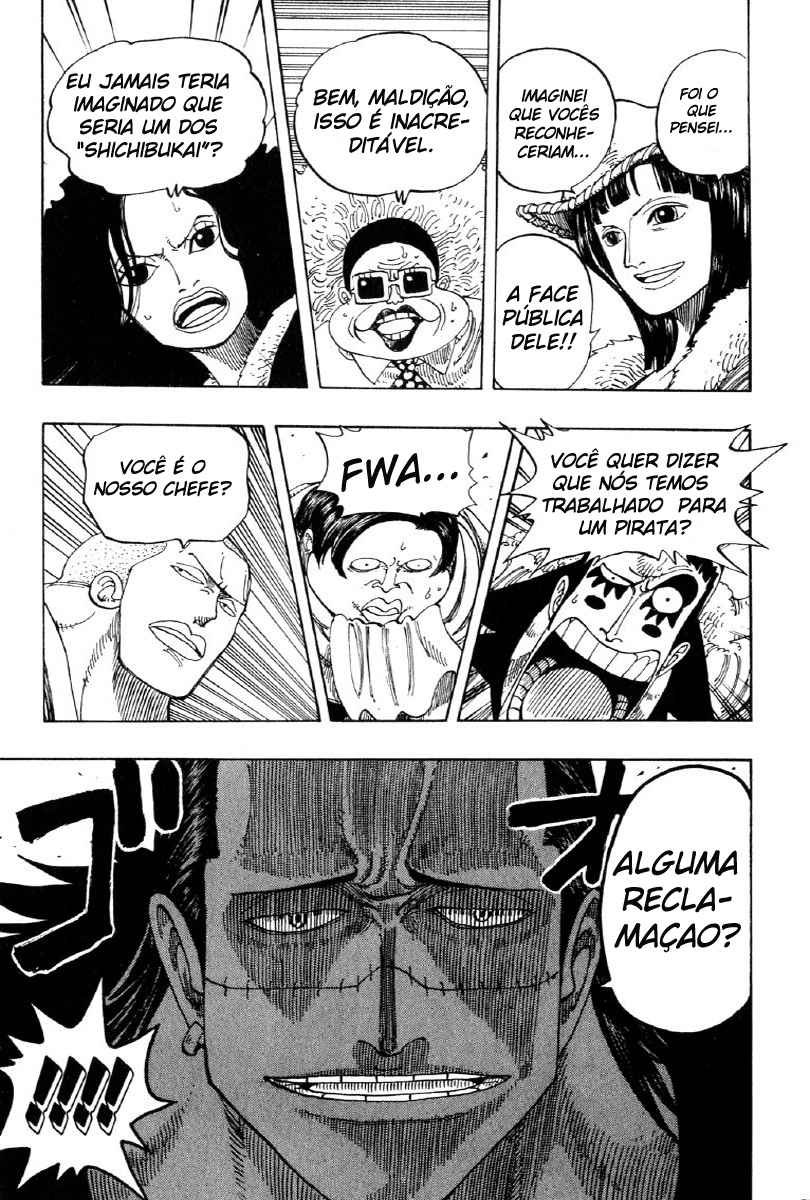 FOI O
QUE
PENSEI...
IMAGINEI
QUE VOCÊS
RECONHE-
CERIAM...
A FACE
PÚBLICA
DELE!!
BEM, MALDIÇÃO,
ISSO É INACRE-
DITÁVEL.
EU JAMAIS TERIA
IMAGINADO QUE
SERIA UM DOS
"SHICHIBUKAI"?
VOCÊ QUER DIZER
QUE NÓS TEMOS
TRABALHADO PARA
UM PIRATA?
FWA...
VOCÊ É O
NOSSO CHEFE?
ALGUMA
RECLA-
MAÇAO?
オ
ゴ
!!!!!